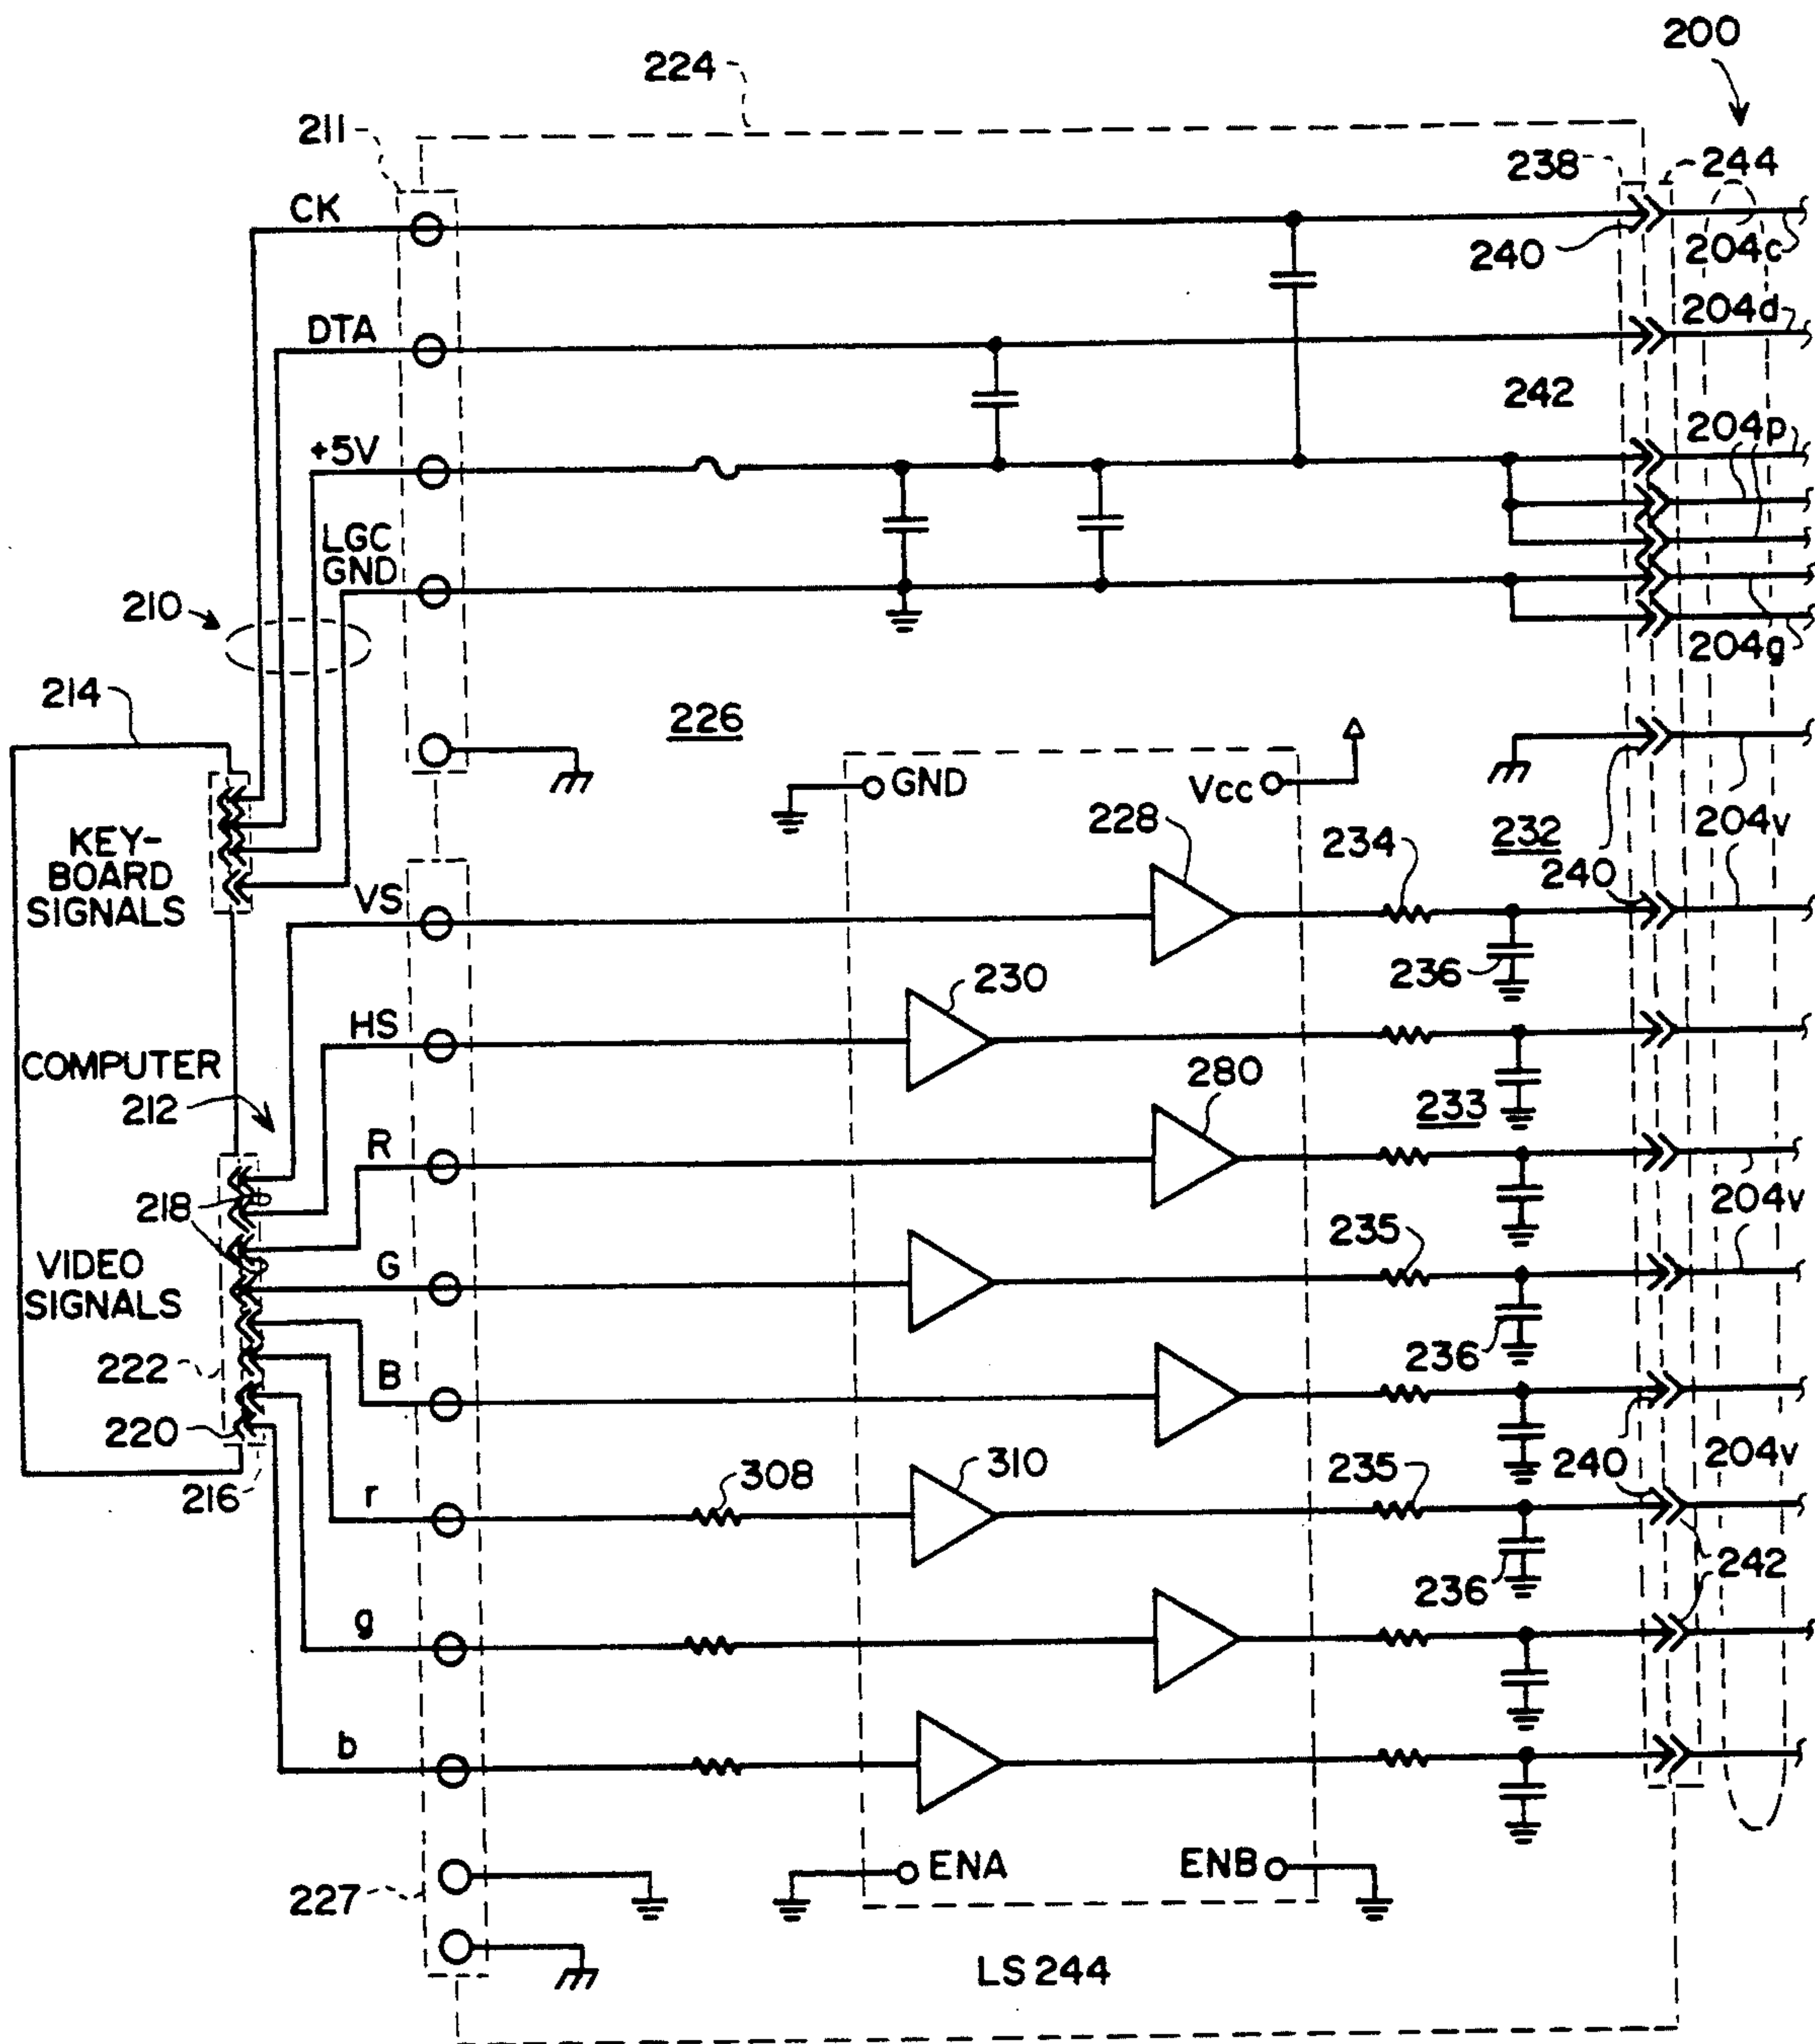 200
224
211
238
244
CK
240
204c
DTA
204d
242
+5V
204p
LGC
GND
210
204g
214
226
GND
Vcc
KEY-
BOARD
SIGNALS
228
234
232
204v
240
VS
236
230
HS
COMPUTER
280
212
233
R
218
204v
235
G
VIDEO
SIGNALS
236
222
B
220
204v
308
310
235
240
216
r
242
236
g
b
ENA
ENB
227
LS244